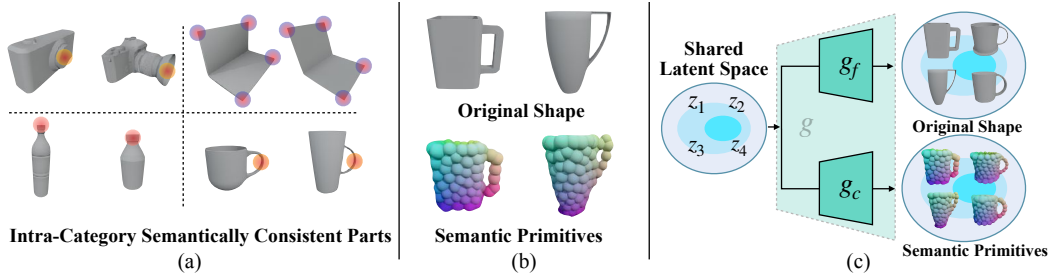 Intra-Category Semantically Consistent Parts
(a)
Original Shape
Semantic Primitives
(b)
Shared
Latent Space
z1 z2
z3 z4
g
gf
gc
Original Shape
Semantic Primitives
(c)